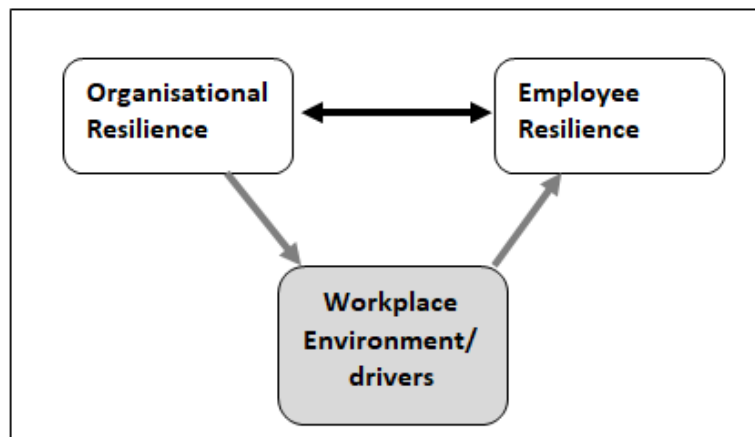 Organisational
Resilience
Employee
Resilience
Workplace
Environment/
drivers